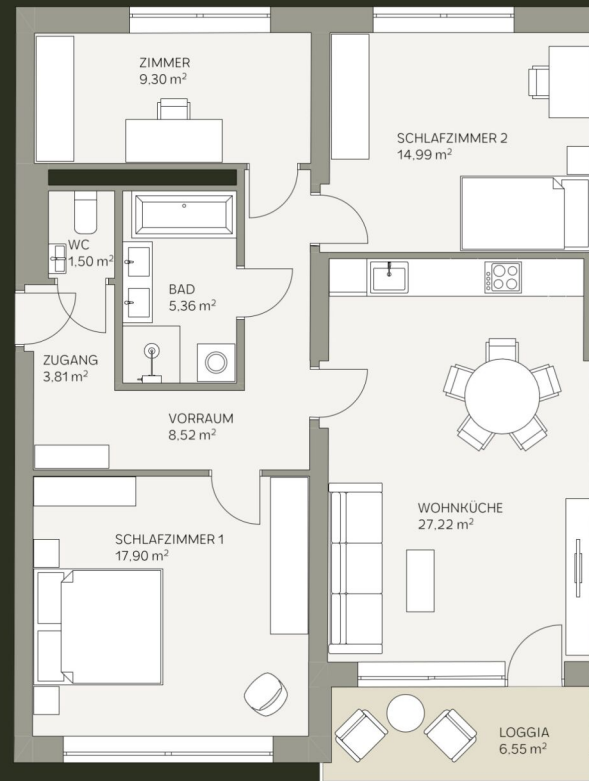 ZIMMER
9.30 m²
SCHLAFZIMMER 2
14,99 m²
WC
1,50 m²
BAD
5,36 m²
ZUGANG
3,81 m²
VORRAUM
8,52 m²
SCHLAFZIMMER 1
17,90 m²
WOHNKÜCHE
27,22 m²
LOGGIA
6,55 m²